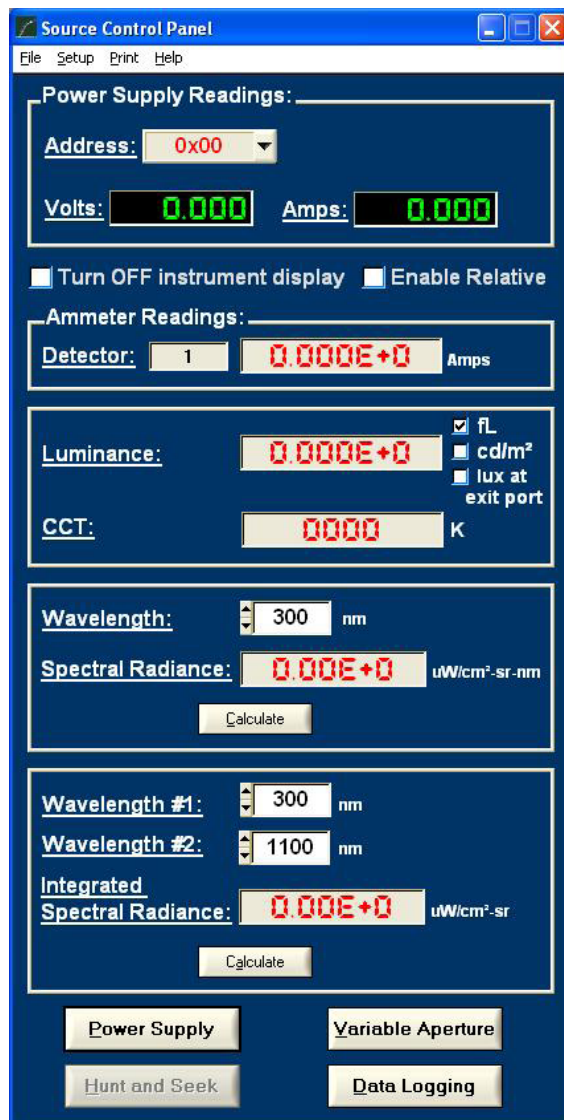 Source Control Panel
File Setup Print Help
Power Supply Readings:
Address: 0x00
Volts: 0.000 Amps: 0.000
Turn OFF instrument display Enable Relative
Ammeter Readings:
Detector: 1 0.000E+0 Amps
Luminance: 0.000E+0
fL
cd/m²
lux at
exit port
CCT: 0000 K
Wavelength: 300 nm
Spectral Radiance: 0.00E+0 uW/cm²-sr-nm
Calculate
Wavelength #1: 300 nm
Wavelength #2: 1100 nm
Integrated
Spectral Radiance: 0.00E+0 uW/cm²-sr
Calculate
Power Supply Variable Aperture
Hunt and Seek Data Logging